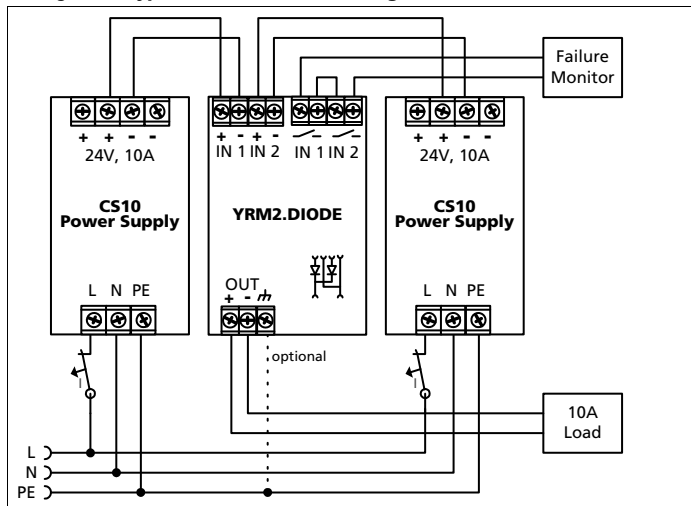 Failure
Monitor
+ + - -
24V, 10A
CS10
Power Supply
L N PE
+ - + -
IN 1 IN 2 IN 1 IN 2
YRM2.DIODE
OUT
+ -
optional
+ + - -
24V, 10A
CS10
Power Supply
L N PE
I
I
10A
Load
L
N
PE